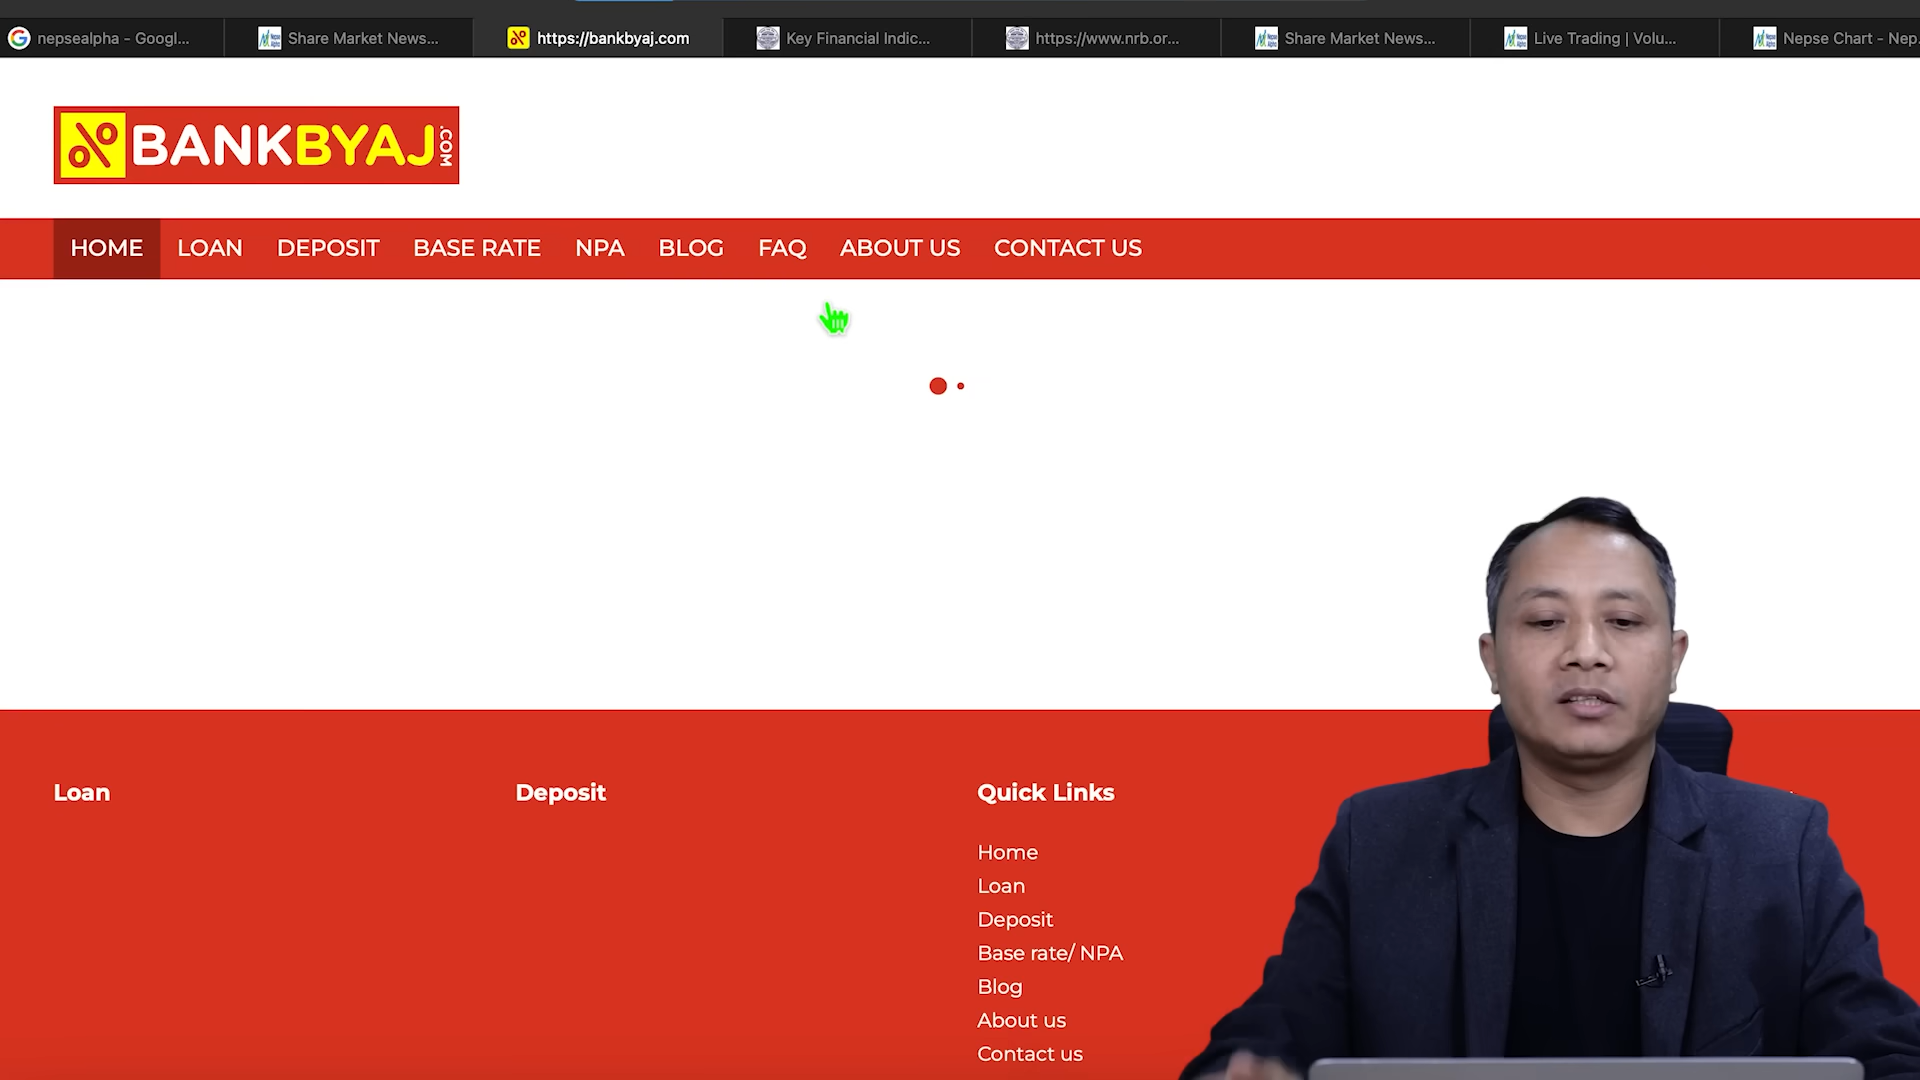 nepsealpha - Googl...
Share Market News...
https://bankbyaj.com
Key Financial Indic...
https://www.nrb.or...
Share Market News...
Live Trading | Volu...
Nepse Chart - Nep
BANKBYAJ.COM
HOME LOAN DEPOSIT BASE RATE NPA BLOG FAQ ABOUT US CONTACT US
Loan
Deposit
Quick Links
Home
Loan
Deposit
Base rate/ NPA
Blog
About us
Contact us